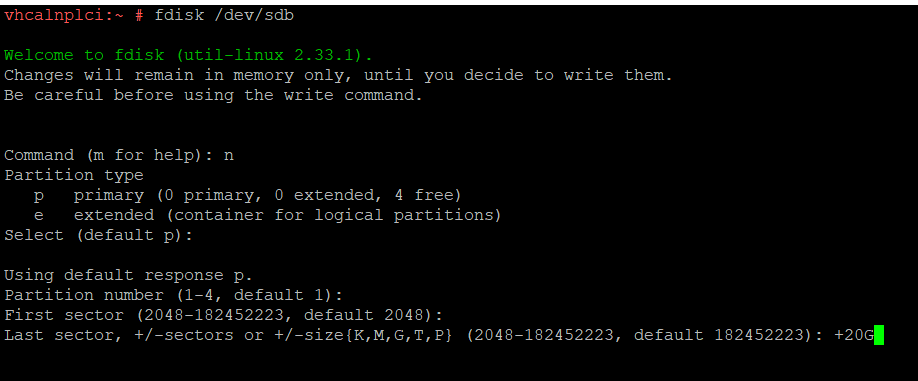 vhcalnplci:~ # fdisk /dev/sdb
Welcome to fdisk (util-linux 2.33.1).
Changes will remain in memory only, until you decide to write them.
Be careful before using the write command.
Command (m for help): n
Partition type
   p   primary (0 primary, 0 extended, 4 free)
   e   extended (container for logical partitions)
Select (default p):
Using default response p.
Partition number (1-4, default 1):
First sector (2048-182452223, default 2048):
Last sector, +/-sectors or +/-size{K,M,G,T,P} (2048-182452223, default 182452223): +20G